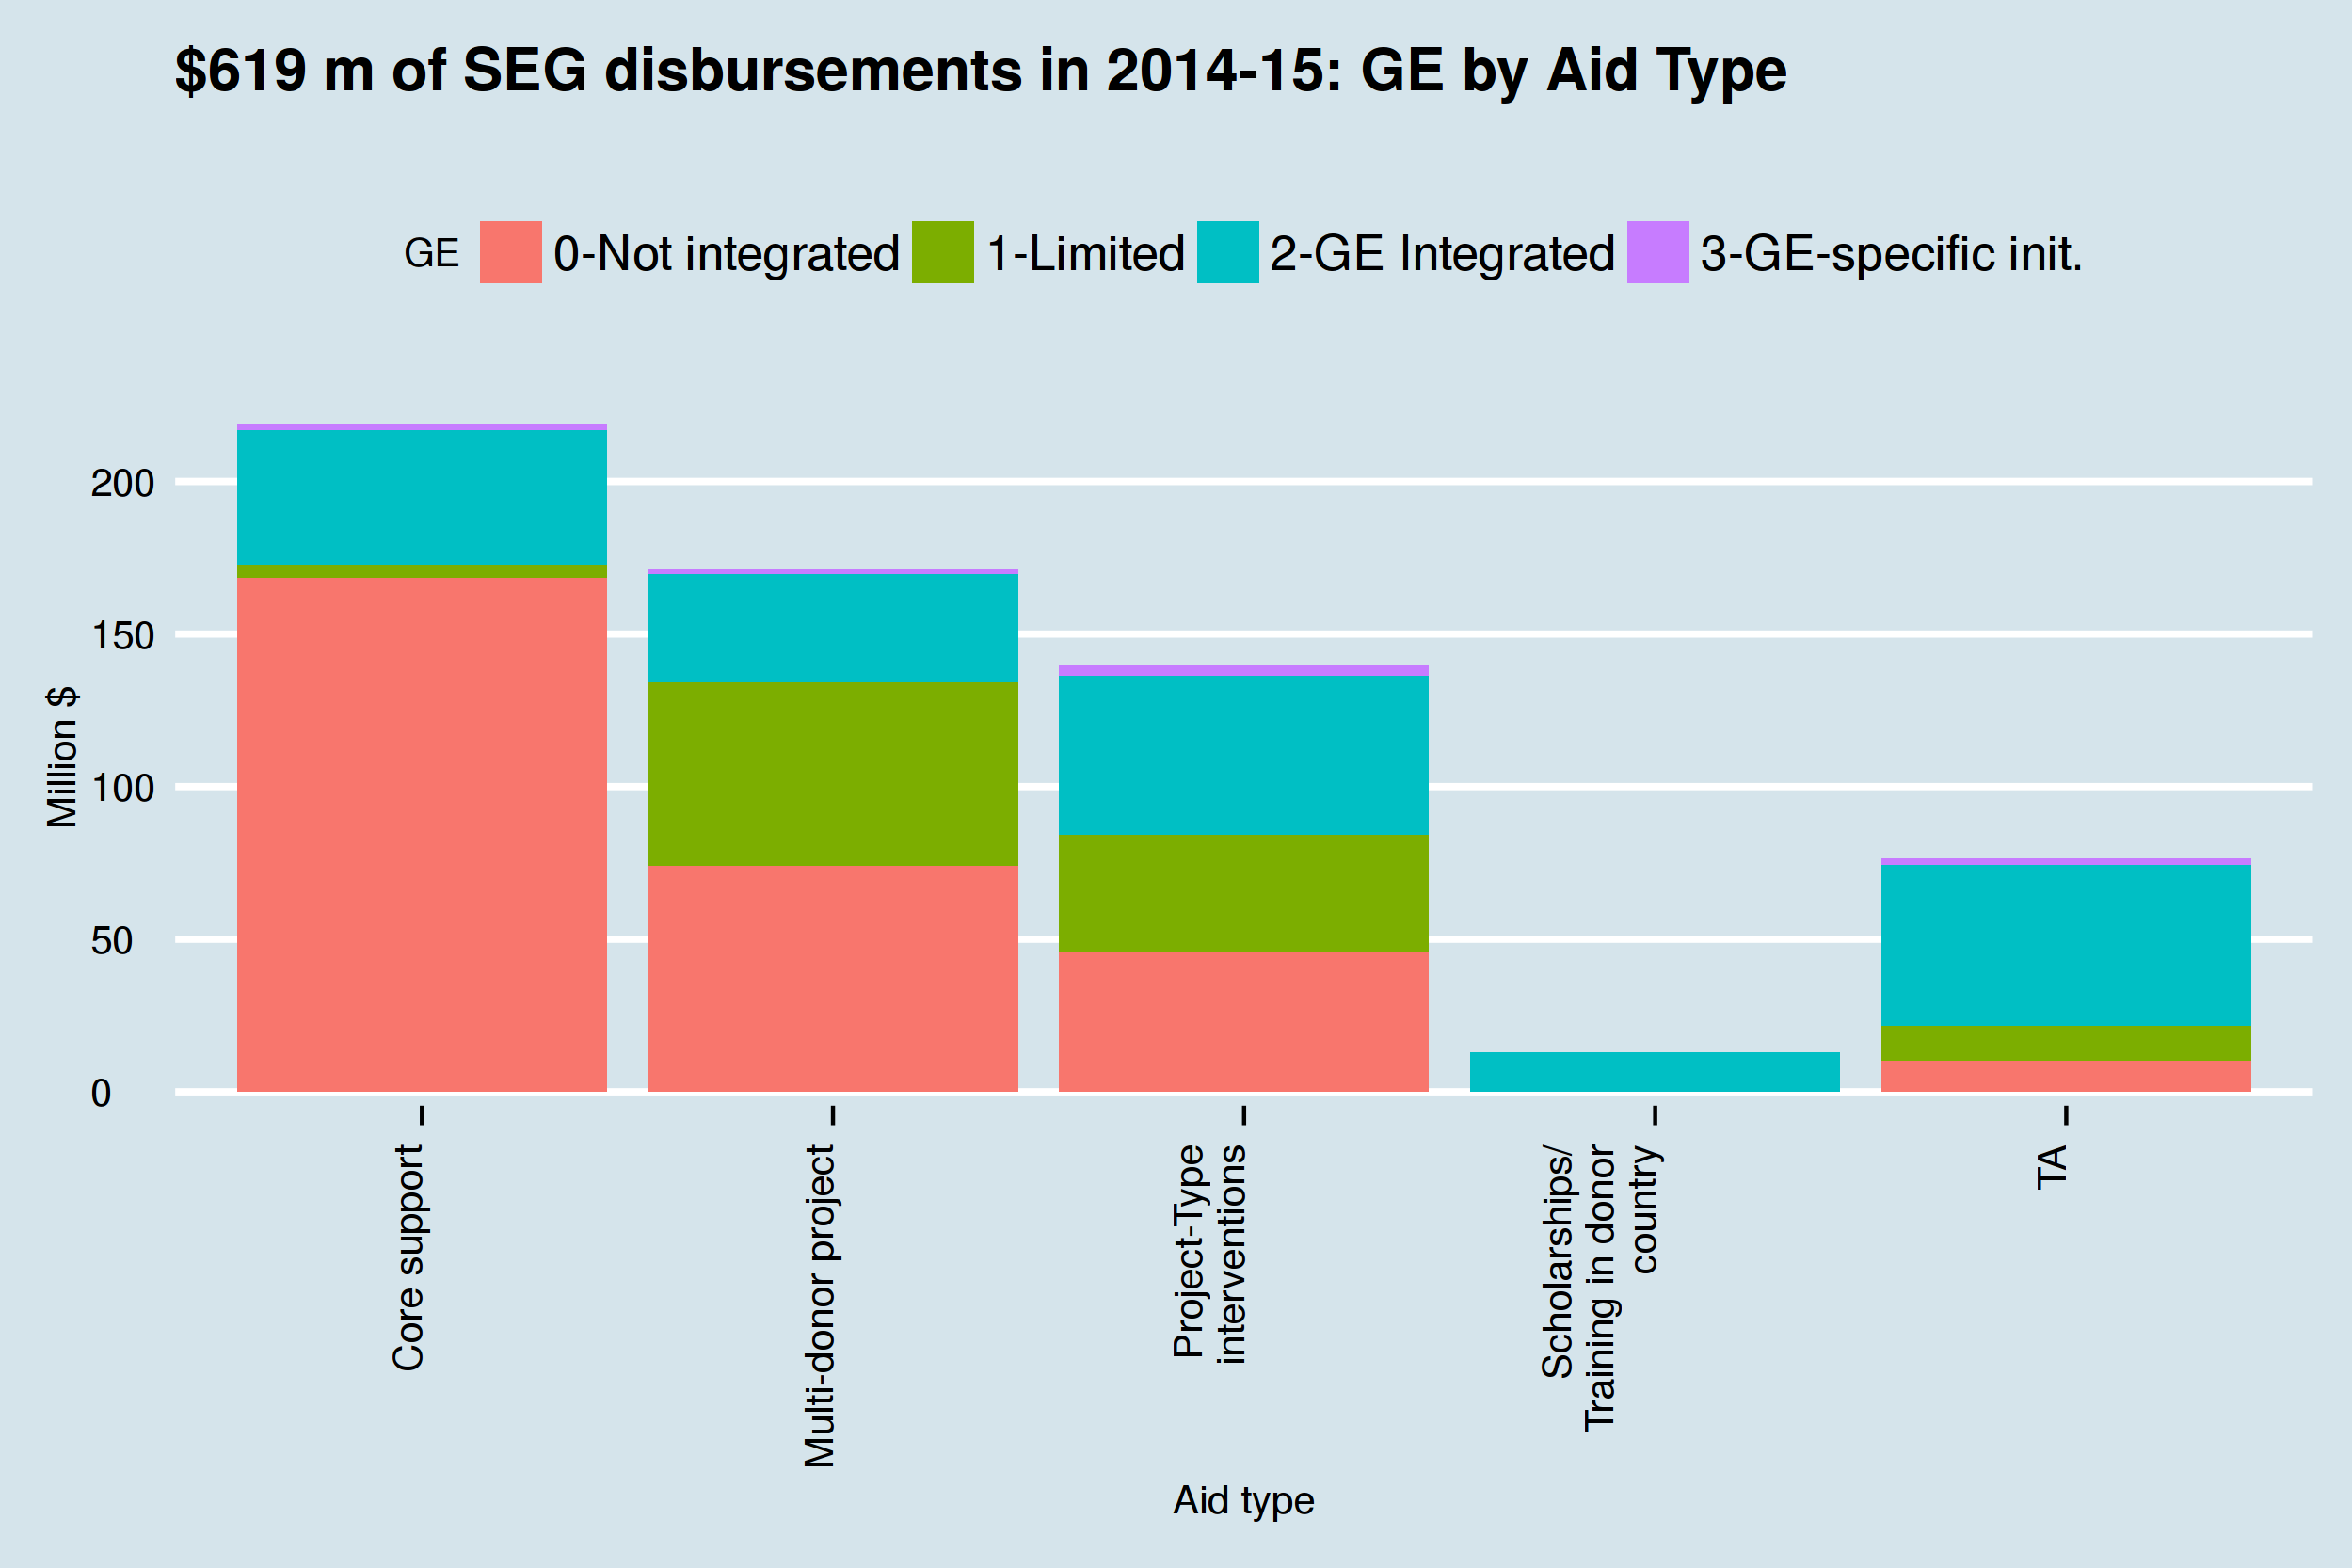 $619 m of SEG disbursements in 2014-15: GE by Aid Type
GE 0-Not integrated 1-Limited 2-GE Integrated 3-GE-specific init.
200
150
100
50
0
Million $
Core support
Multi-donor project
Project-Type
interventions
Scholarships/
Training in donor
country
TA
Aid type